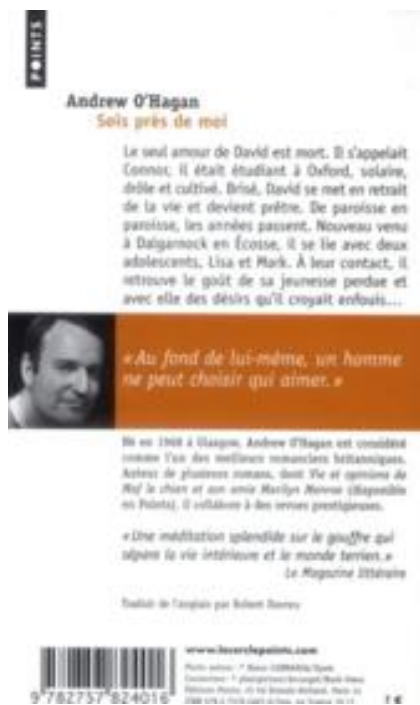 POINTS
Andrew O'Hagan
Sois près de moi
Le seul amour de David est mort. Il s'appelait
Connor, il était étudiant à Oxford, solaire,
drôle et cultivé. Brisé, David se met en retrait
de la vie et devient prêtre. De paroisse en
paroisse, les années passent. Nouveau venu
à Dalgarnock en Écosse, il se lie avec deux
adolescents, Lisa et Mark. À leur contact, il
retrouve le goût de sa jeunesse perdue et
avec elle des désirs qu'il croyait enfouis...
« Au fond de lui-même, un homme
ne peut choisir qui aimer. »
Né en 1968 à Glasgow, Andrew O'Hagan est considéré
comme l'un des meilleurs romanciers britanniques.
Auteur de plusieurs romans, dont Vie et opinions de
Maf le chien et son amie Marilyn Monroe (disponible
en Points), il collabore à des revues prestigieuses.
« Une méditation splendide sur le gouffre qui
sépare la vie intérieure et le monde terrien. »
Le Magazine littéraire
Traduit de l'anglais par Robert Davreu
www.lecerclepoints.com
9 782757 824016
7 €